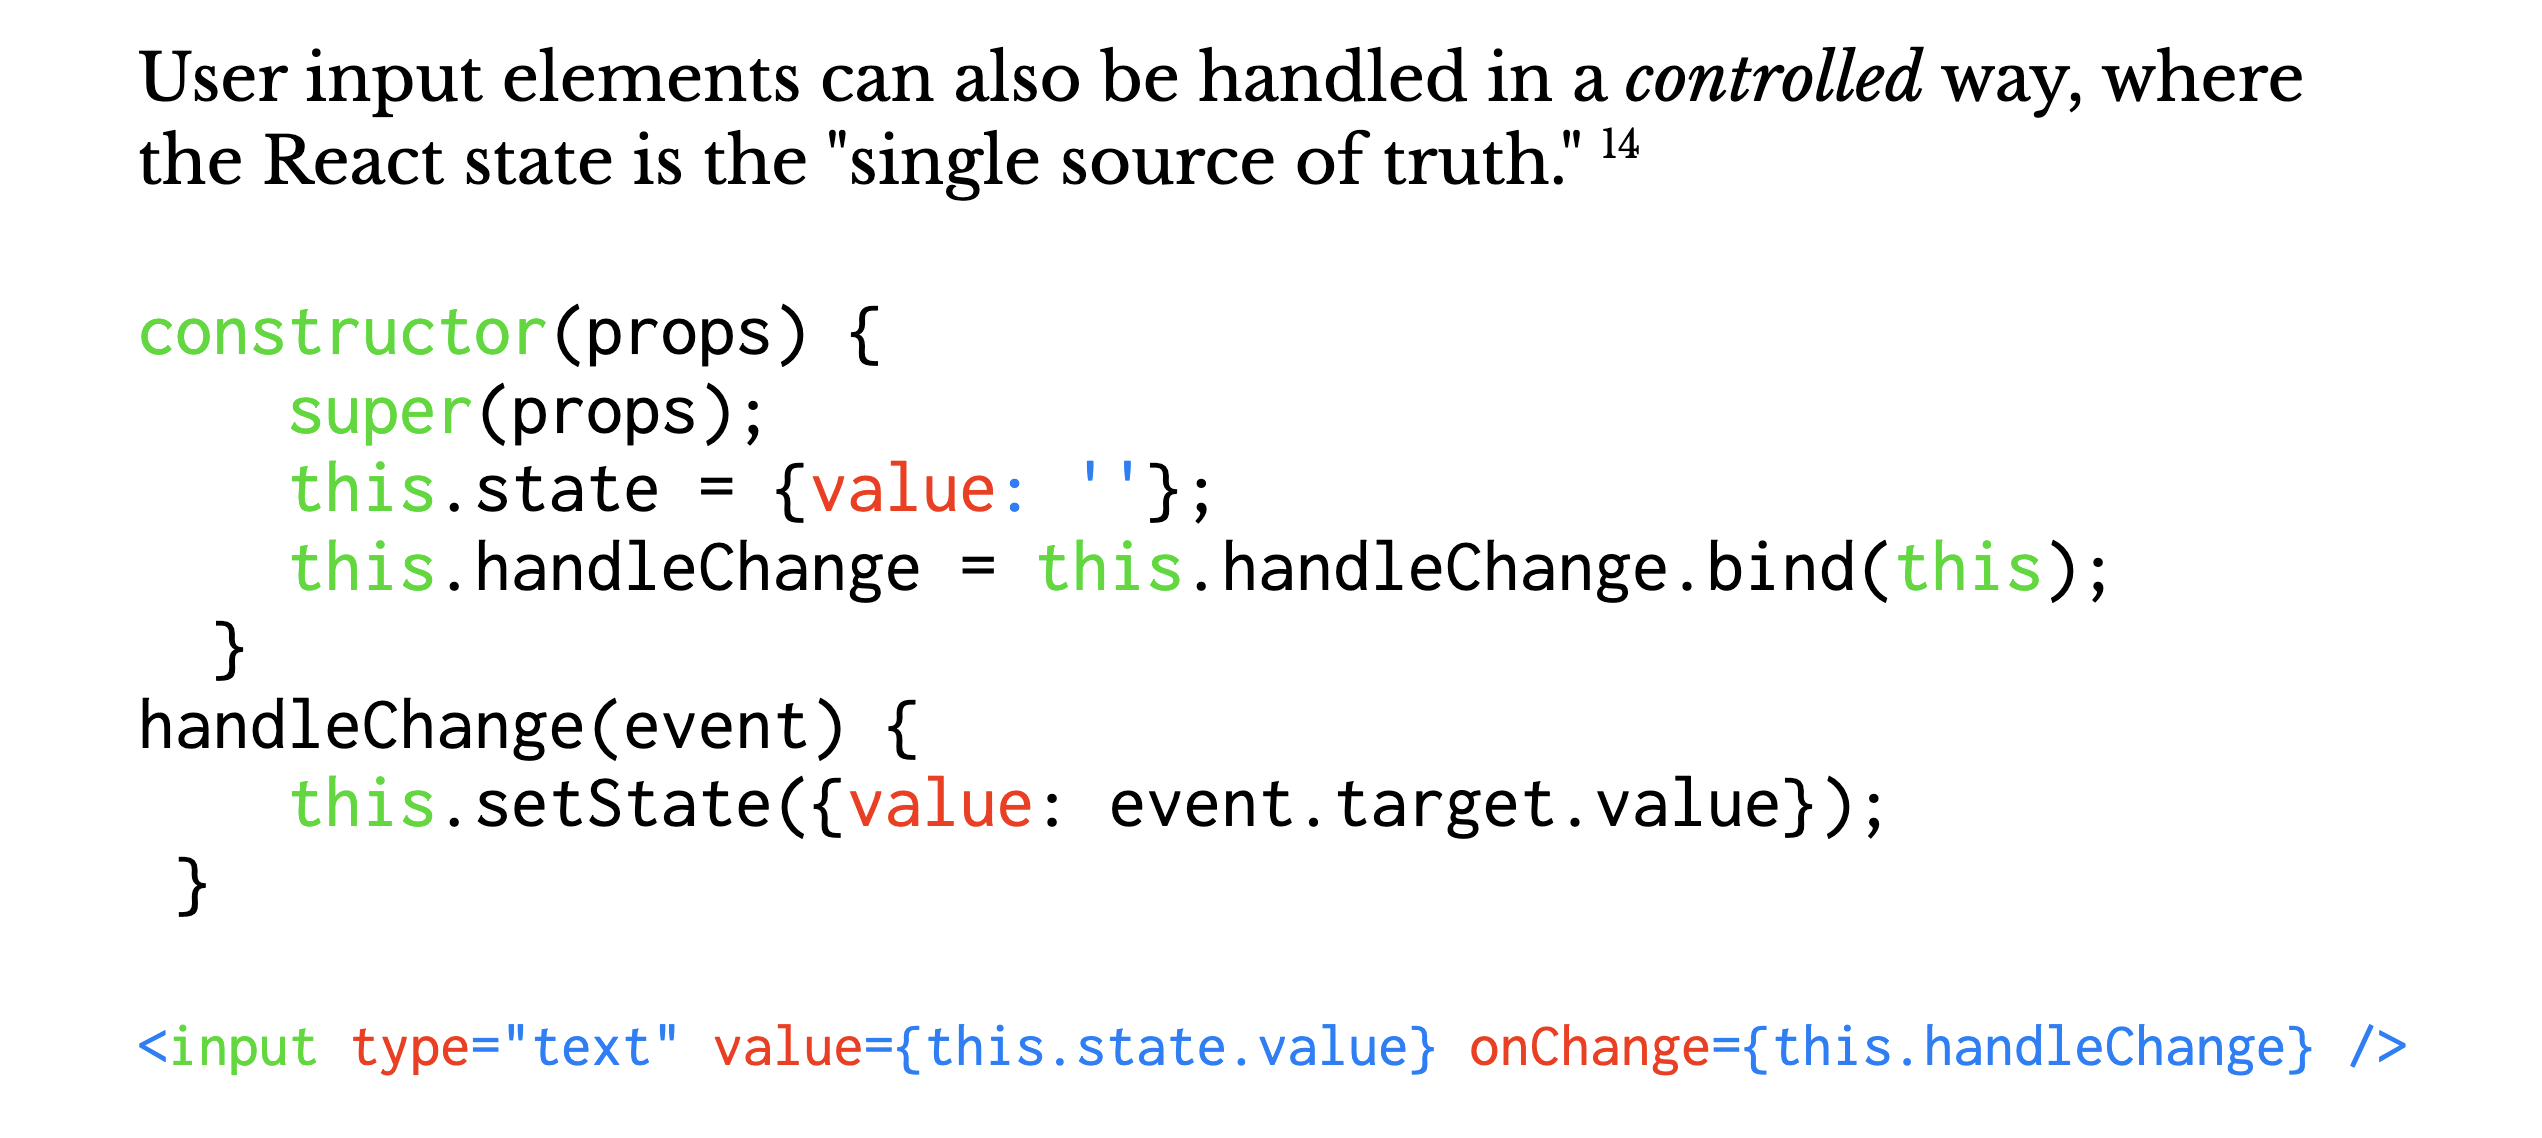 User input elements can also be handled in a controlled way, where
the React state is the "single source of truth." 14
constructor(props) {
    super(props);
    this.state = {value: ''};
    this.handleChange = this.handleChange.bind(this);
  }
handleChange(event) {
    this.setState({value: event.target.value});
 }
<input type="text" value={this.state.value} onChange={this.handleChange} />